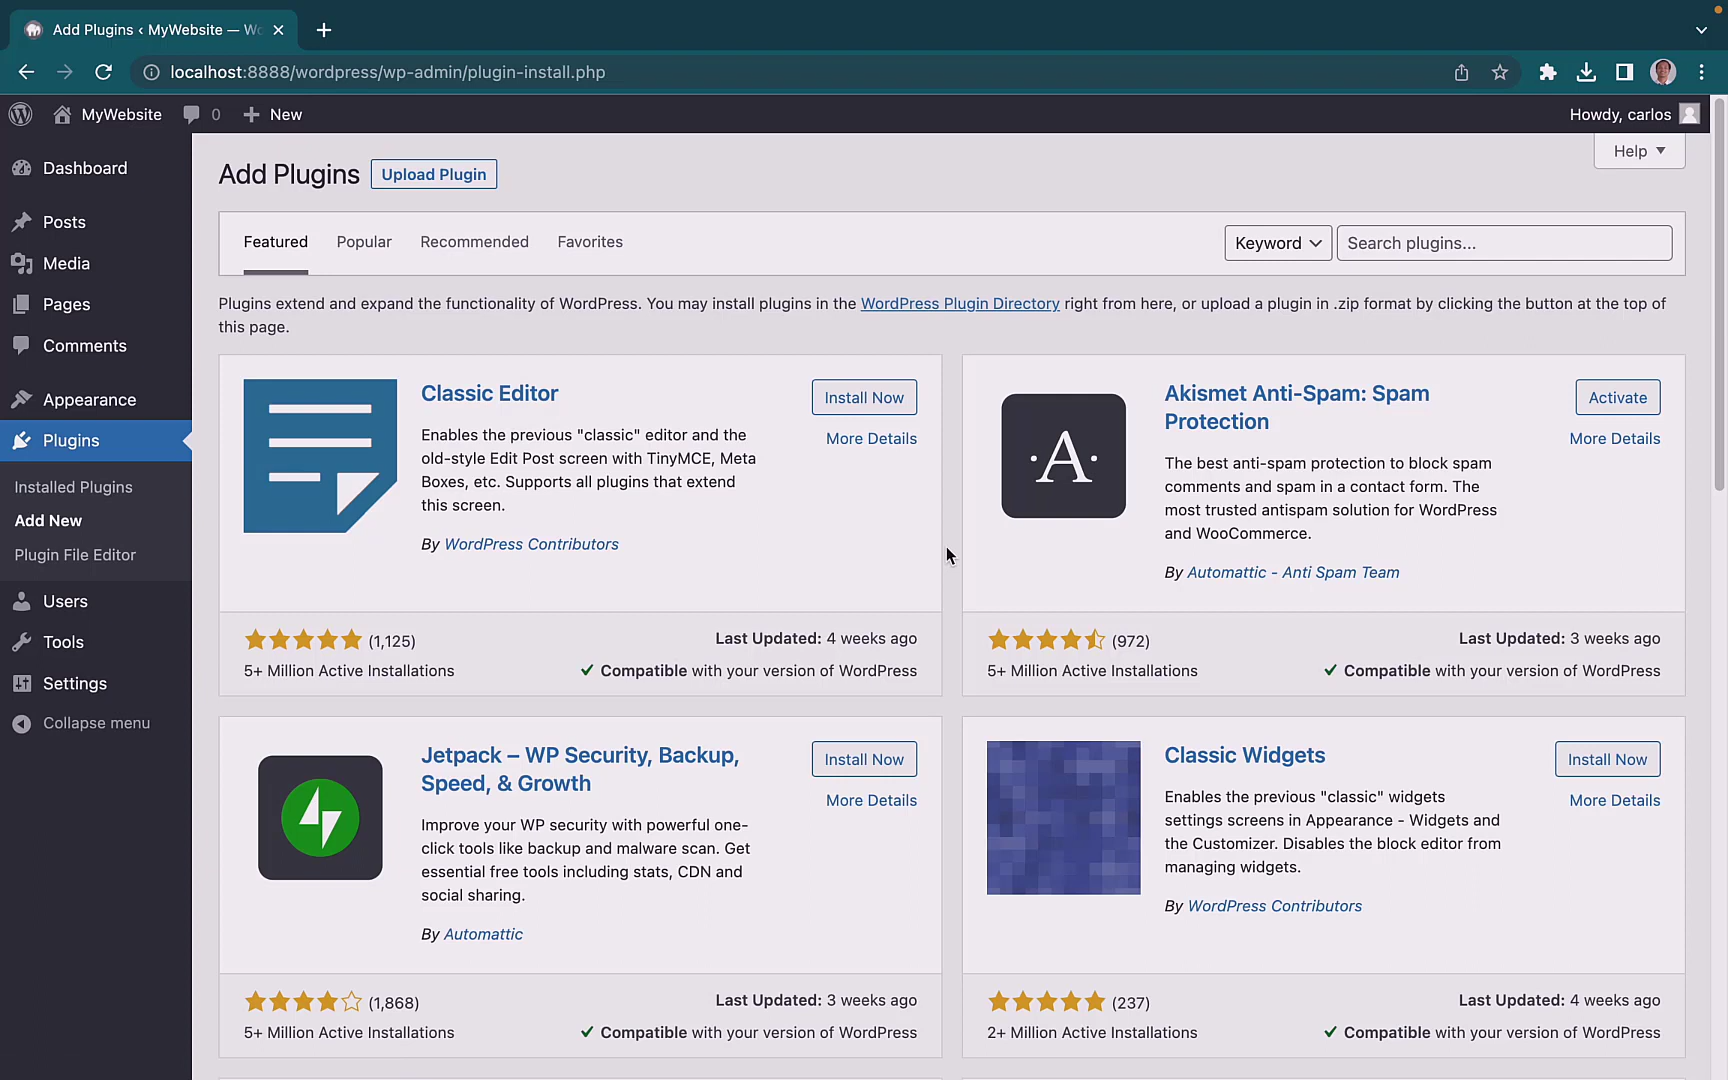 Add Plugins ‹ MyWebsite — Wo
localhost:8888/wordpress/wp-admin/plugin-install.php
MyWebsite
0
New
Howdy, carlos
Dashboard
Posts
Media
Pages
Comments
Appearance
Plugins
Installed Plugins
Add New
Plugin File Editor
Users
Tools
Settings
Collapse menu
Help
Add Plugins
Upload Plugin
Featured
Popular
Recommended
Favorites
Keyword
Search plugins...
Plugins extend and expand the functionality of WordPress. You may install plugins in the WordPress Plugin Directory right from here, or upload a plugin in .zip format by clicking the button at the top of
this page.
Classic Editor
Install Now
More Details
Enables the previous "classic" editor and the
old-style Edit Post screen with TinyMCE, Meta
Boxes, etc. Supports all plugins that extend
this screen.
By WordPress Contributors
(1,125)
Last Updated: 4 weeks ago
5+ Million Active Installations
Compatible with your version of WordPress
A
Akismet Anti-Spam: Spam
Protection
Activate
More Details
The best anti-spam protection to block spam
comments and spam in a contact form. The
most trusted antispam solution for WordPress
and WooCommerce.
By Automattic - Anti Spam Team
(972)
Last Updated: 3 weeks ago
5+ Million Active Installations
Compatible with your version of WordPress
Jetpack – WP Security, Backup,
Speed, & Growth
Install Now
More Details
Improve your WP security with powerful one-
click tools like backup and malware scan. Get
essential free tools including stats, CDN and
social sharing.
By Automattic
(1,868)
Last Updated: 3 weeks ago
5+ Million Active Installations
Compatible with your version of WordPress
Classic Widgets
Install Now
More Details
Enables the previous "classic" widgets
settings screens in Appearance - Widgets and
the Customizer. Disables the block editor from
managing widgets.
By WordPress Contributors
(237)
Last Updated: 4 weeks ago
2+ Million Active Installations
Compatible with your version of WordPress